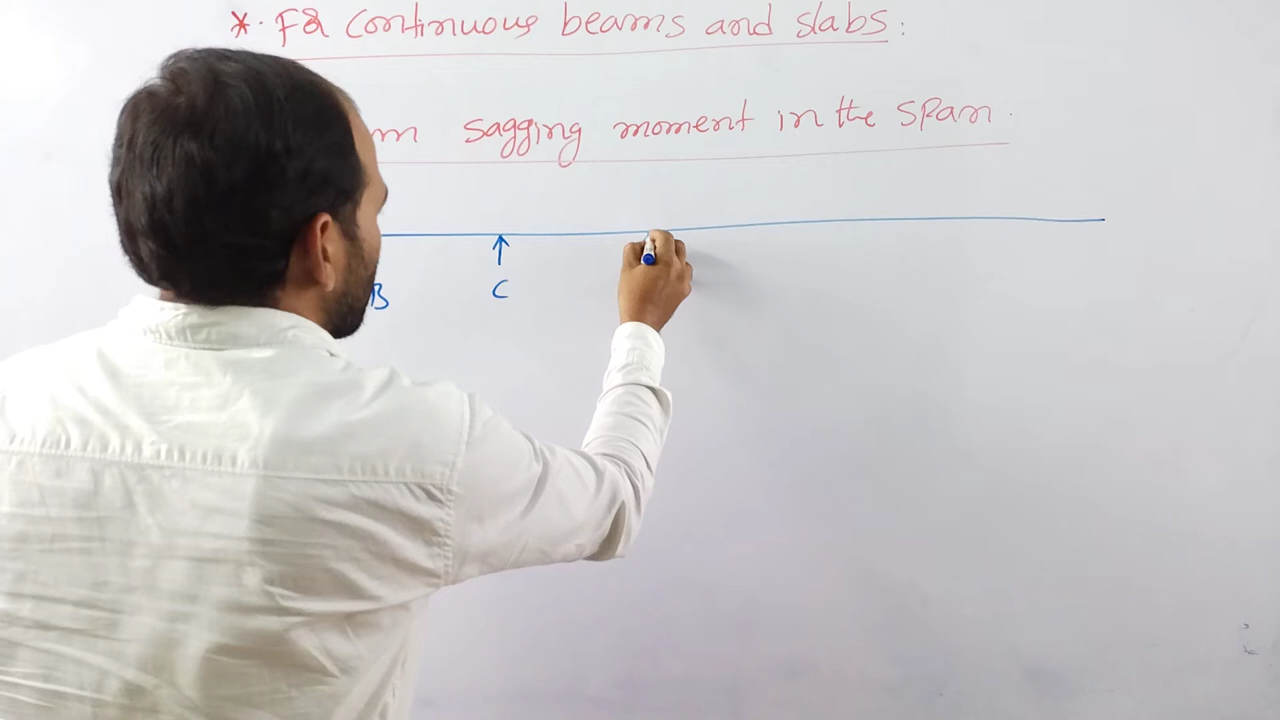 *. For continuous beams and slabs:
sagging moment in the span.
B
C